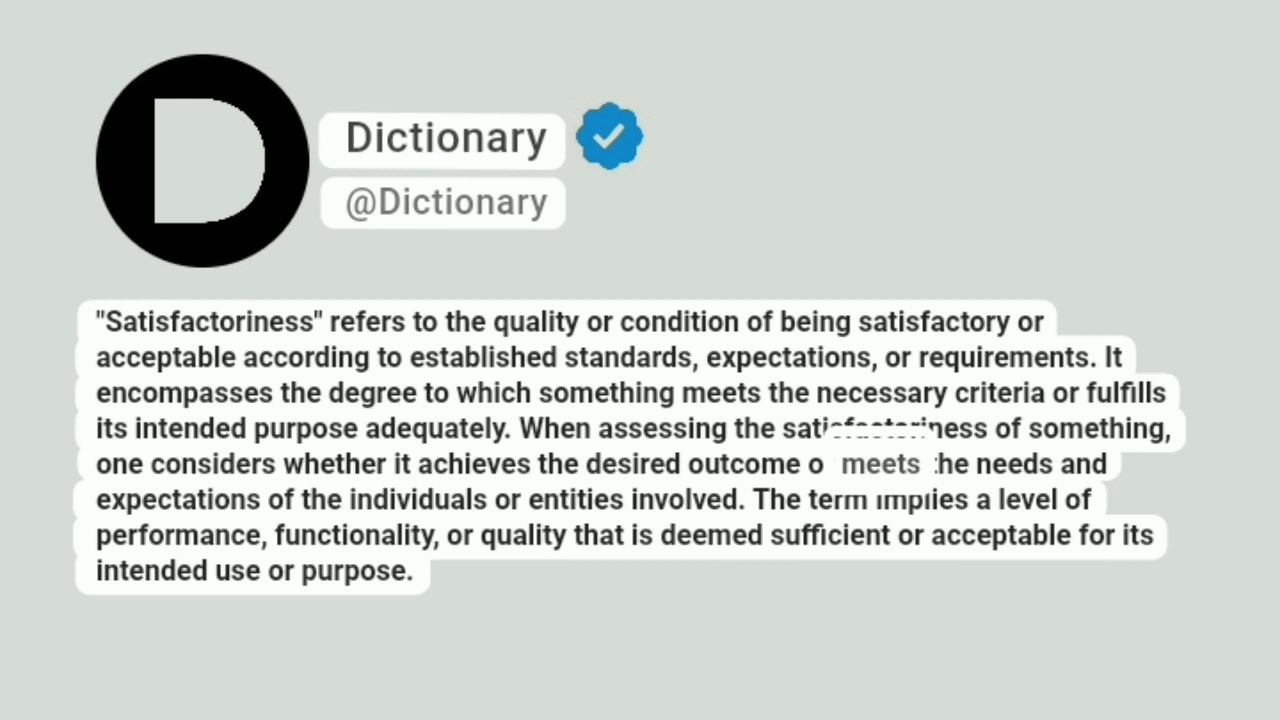 D
Dictionary
@Dictionary
"Satisfactoriness" refers to the quality or condition of being satisfactory or
acceptable according to established standards, expectations, or requirements. It
encompasses the degree to which something meets the necessary criteria or fulfills
its intended purpose adequately. When assessing the satisfactoriness of something,
one considers whether it achieves the desired outcome o meets the needs and
expectations of the individuals or entities involved. The term implies a level of
performance, functionality, or quality that is deemed sufficient or acceptable for its
intended use or purpose.